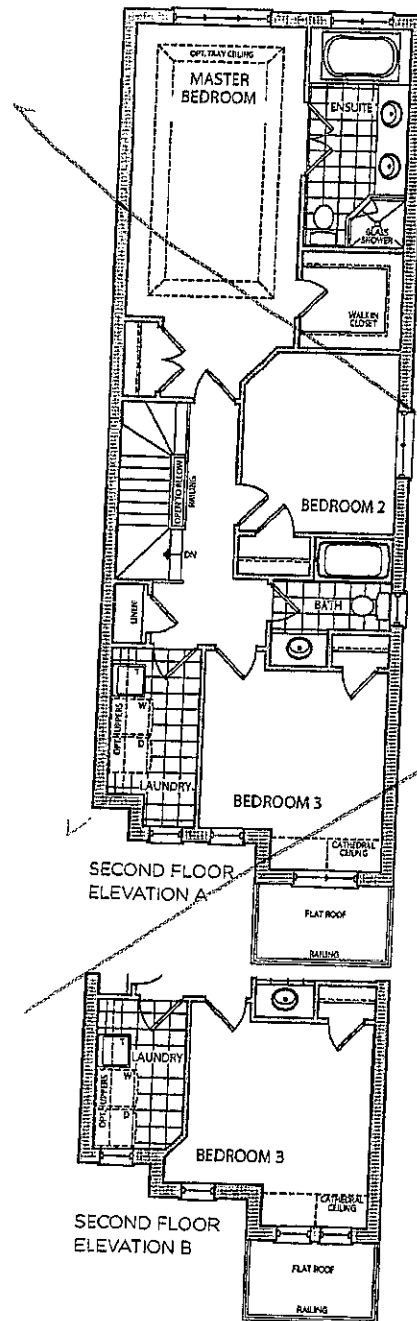 OPT. TRAY CEILING
MASTER
BEDROOM
ENSUITE
GLASS
SHOWER
WALK IN
CLOSET
OPEN TO BELOW
RAILING
DN
BEDROOM 2
LINEN
BATH
T
W
D
OPT. UPPERS
LAUNDRY
BEDROOM 3
CATHEDRAL
CEILING
SECOND FLOOR
ELEVATION A
FLAT ROOF
RAILING
T
W
D
OPT. UPPERS
LAUNDRY
BEDROOM 3
CATHEDRAL
CEILING
SECOND FLOOR
ELEVATION B
FLAT ROOF
RAILING